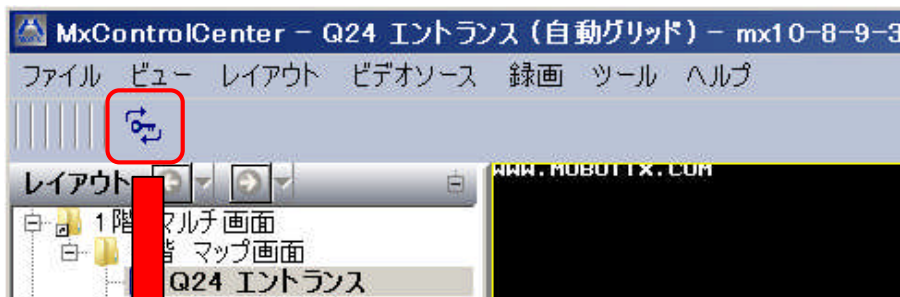 MxControlCenter - Q24 エントランス (自動グリッド) - mx10-8-9-3
ファイル ビュー レイアウト ビデオソース 録画 ツール ヘルプ
レイアウト
WWW.MOBOTIX.COM
1階 マルチ画面
階 マップ画面
Q24 エントランス